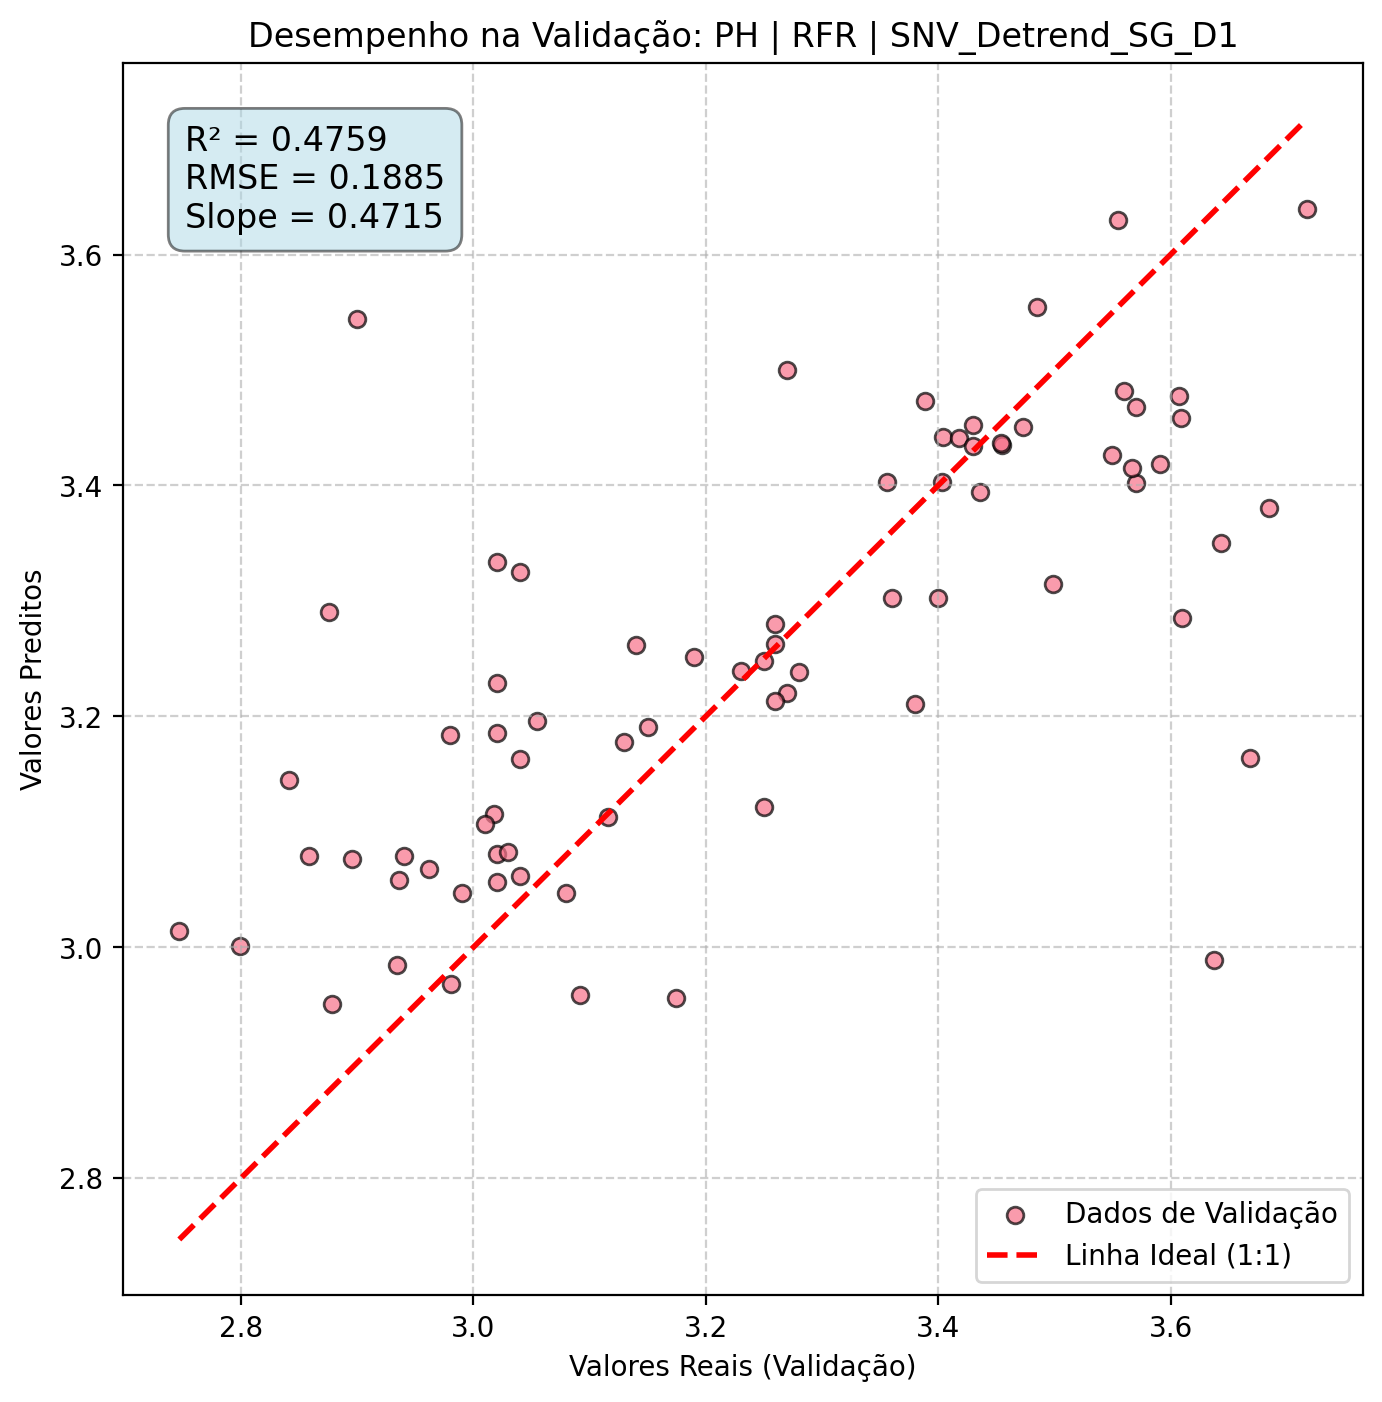 Desempenho na Validação: PH | RFR | SNV_Detrend_SG_D1
R² = 0.4759
RMSE = 0.1885
Slope = 0.4715
3.6
3.4
3.2
3.0
2.8
Valores Preditos
Dados de Validação
Linha Ideal (1:1)
2.8 3.0 3.2 3.4 3.6
Valores Reais (Validação)